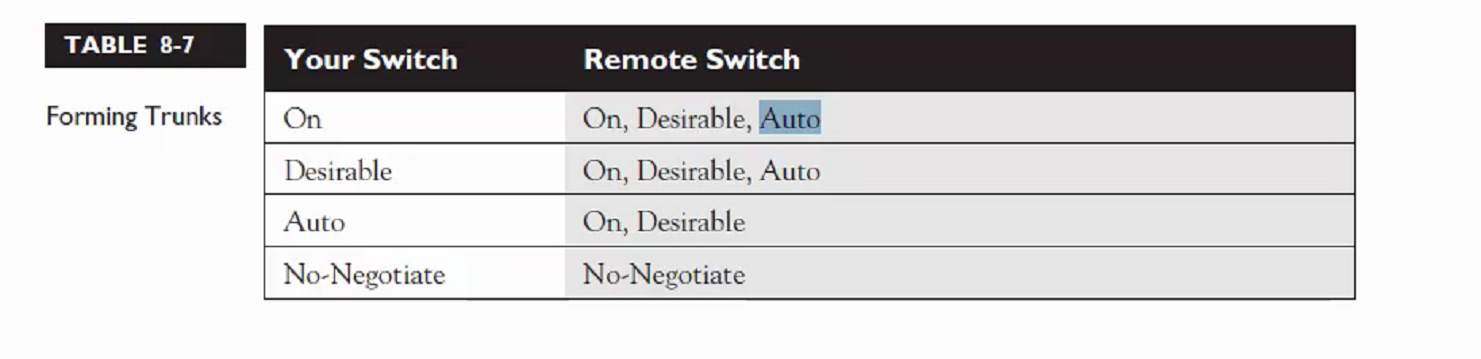 TABLE 8-7
Forming Trunks
Your Switch Remote Switch
On On, Desirable, Auto
Desirable On, Desirable, Auto
Auto On, Desirable
No-Negotiate No-Negotiate